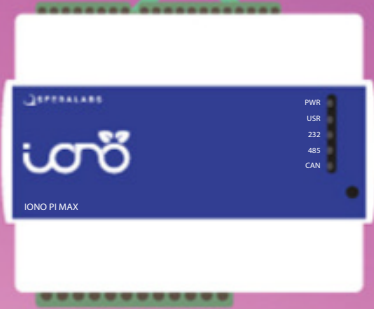 SFERALABS
PWR
USR
232
485
CAN
iono
IONO PI MAX